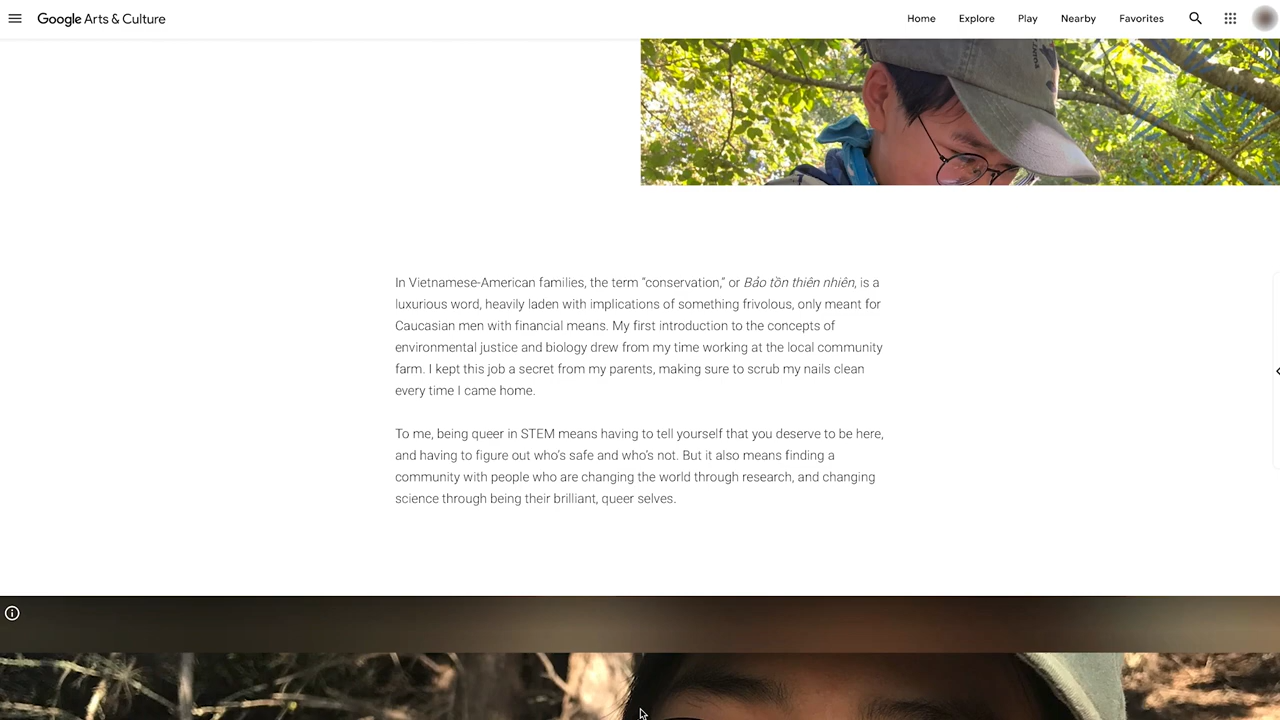 Google Arts & Culture
Home Explore Play Nearby Favorites
In Vietnamese-American families, the term “conservation,” or Bảo tồn thiên nhiên, is a
luxurious word, heavily laden with implications of something frivolous, only meant for
Caucasian men with financial means. My first introduction to the concepts of
environmental justice and biology drew from my time working at the local community
farm. I kept this job a secret from my parents, making sure to scrub my nails clean
every time I came home.
To me, being queer in STEM means having to tell yourself that you deserve to be here,
and having to figure out who’s safe and who’s not. But it also means finding a
community with people who are changing the world through research, and changing
science through being their brilliant, queer selves.